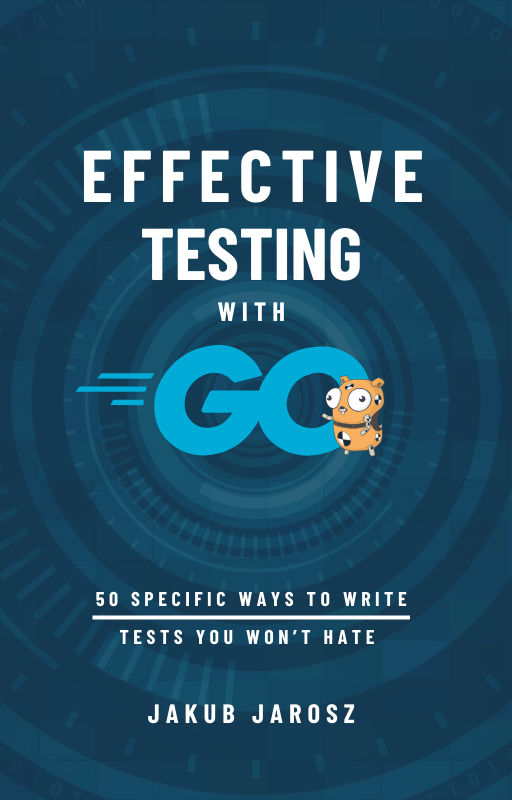 EFFECTIVE
TESTING
WITH
GO
50 SPECIFIC WAYS TO WRITE
TESTS YOU WON'T HATE
JAKUB JAROSZ